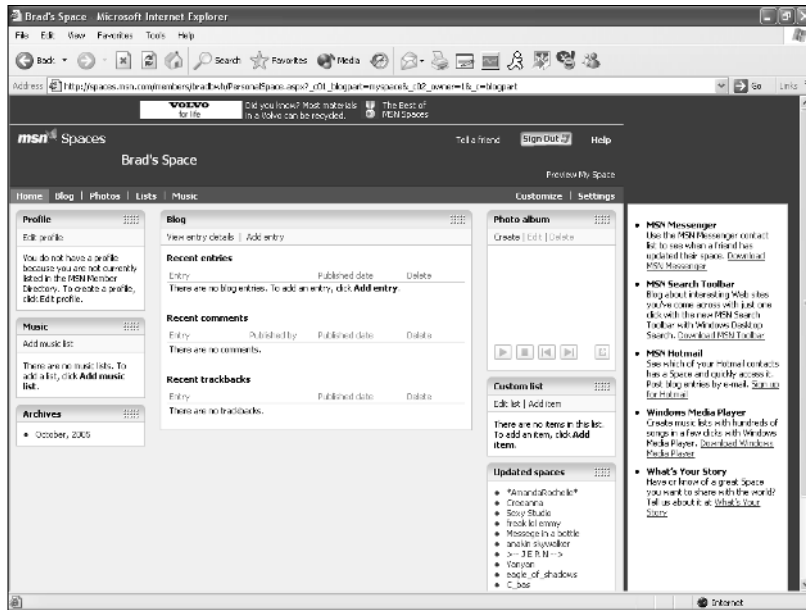 Brad's Space - Microsoft Internet Explorer
File Edit View Favorites Tools Help
Back Search Favorites Media
Address http://spaces.msn.com/members/bradbwh/PersonalSpace.aspx?_c01_blogpart=myspace&_c02_owner=1&_c=blogpart Go Links
VOLVO
for life
Did you know? Most materials
in a Volvo can be recycled.
The Best of
MSN Spaces
msn Spaces
Tell a friend Sign Out Help
Brad's Space
Preview My Space
Home Blog | Photos | Lists | Music
Customize | Settings
Profile
Edit profile
You do not have a profile
because you are not currently
listed in the MSN Member
Directory. To create a profile,
click Edit profile.
Music
Add music list
There are no music lists. To
add a list, click Add music
list.
Archives
October, 2005
Blog
View entry details | Add entry
Recent entries
Entry Published date Delete
There are no blog entries. To add an entry, click Add entry.
Recent comments
Entry Published by Published date Delete
There are no comments.
Recent trackbacks
Entry Published date Delete
There are no trackbacks.
Photo album
Create | Edit | Delete
Custom list
Edit list | Add item
There are no items in this list.
To add an item, click Add
item.
Updated spaces
*AmandaRochelle*
Creeanna
Sexy Studio
freak lol emmy
Message in a bottle
anakin skywalker
>-- J E R N -->
Yanyan
eagle_of_shadows
C_bas
MSN Messenger
Use the MSN Messenger contact
list to see when a friend has
updated their space. Download
MSN Messenger
MSN Search Toolbar
Blog about interesting Web sites
you've come across with just one
click with the new MSN Search
Toolbar with Windows Desktop
Search. Download MSN Toolbar
MSN Hotmail
See which of your Hotmail contacts
has a Space and quickly access it.
Post blog entries by e-mail. Sign up
for Hotmail
Windows Media Player
Create music lists with hundreds of
songs in a few clicks with Windows
Media Player. Download Windows
Media Player
What's Your Story
Have or know of a great Space
you want to share with the world?
Tell us about it at What's Your
Story
Internet